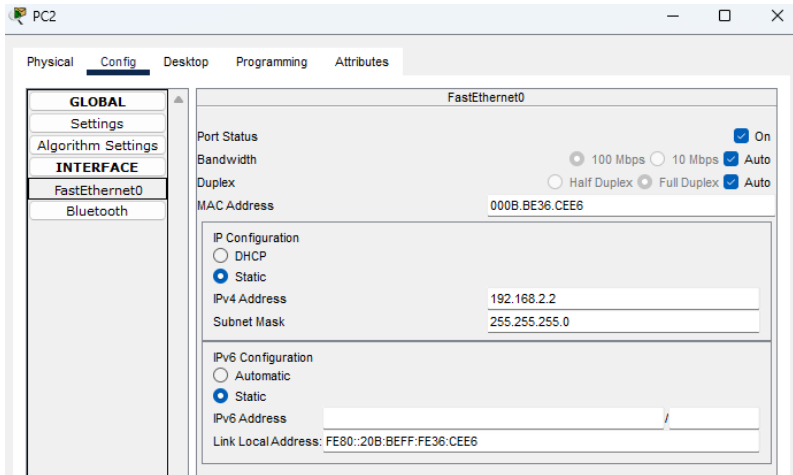 PC2
Physical Config Desktop Programming Attributes
GLOBAL
Settings
Algorithm Settings
INTERFACE
FastEthernet0
Bluetooth
FastEthernet0
Port Status On
Bandwidth 100 Mbps 10 Mbps Auto
Duplex Half Duplex Full Duplex Auto
MAC Address 000B.BE36.CEE6
IP Configuration
DHCP
Static
IPv4 Address 192.168.2.2
Subnet Mask 255.255.255.0
IPv6 Configuration
Automatic
Static
IPv6 Address /
Link Local Address: FE80::20B:BEFF:FE36:CEE6